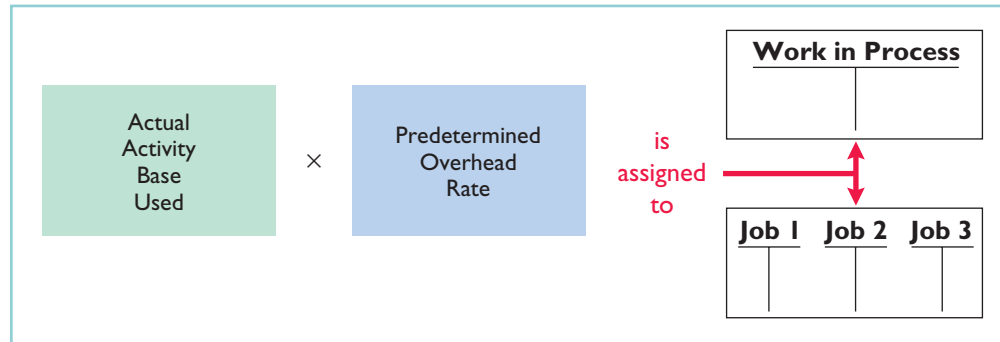 Actual
Activity
Base
Used
×
Predetermined
Overhead
Rate
is
assigned
to
Work in Process
Job 1 Job 2 Job 3